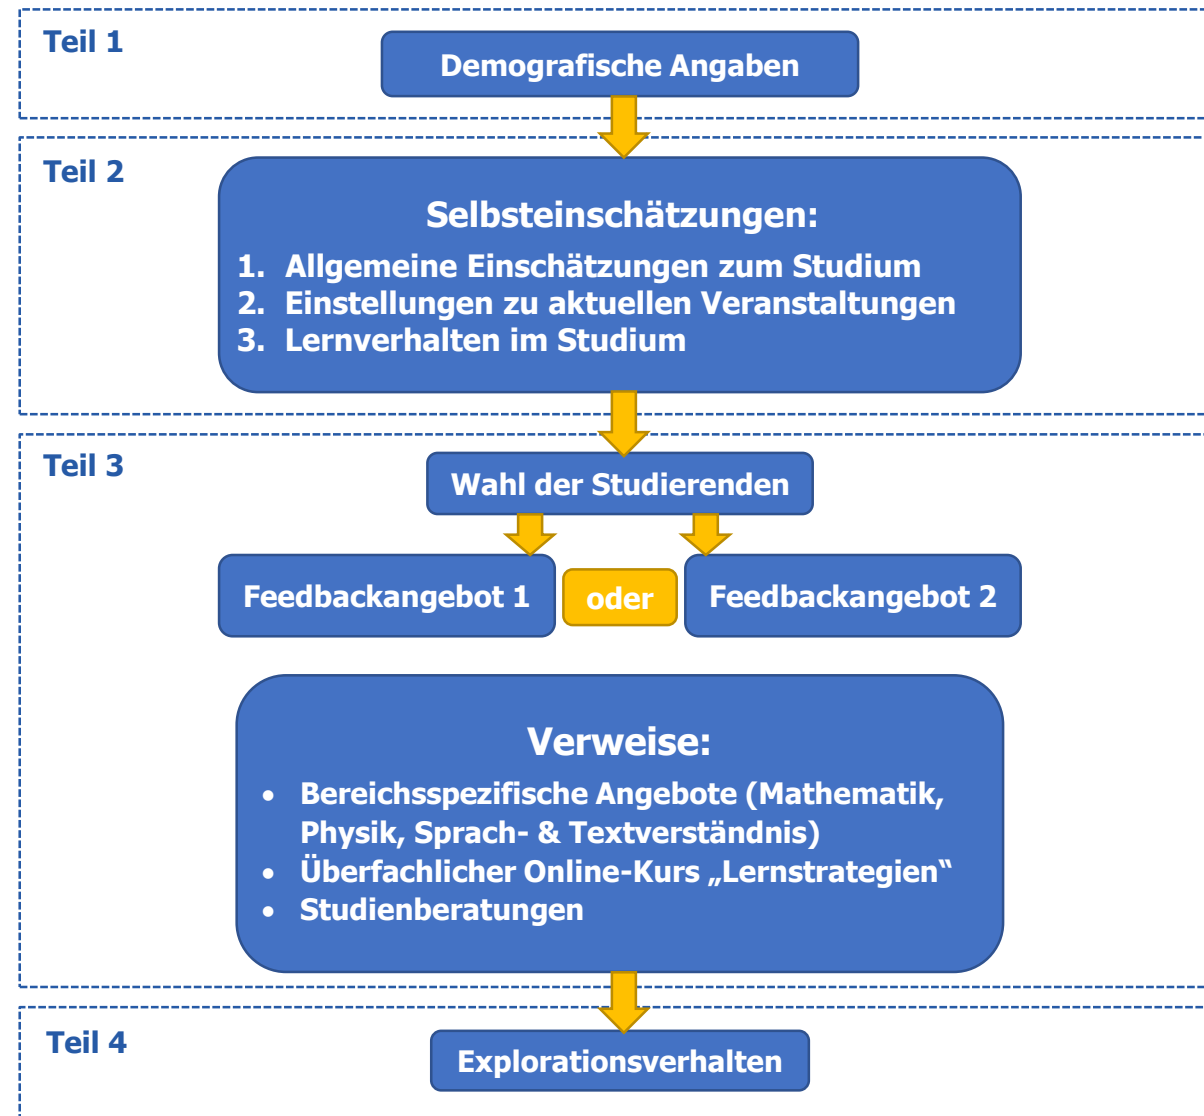 Teil 1
Demografische Angaben
Teil 2
Selbsteinschätzungen:
1. Allgemeine Einschätzungen zum Studium
2. Einstellungen zu aktuellen Veranstaltungen
3. Lernverhalten im Studium
Teil 3
Wahl der Studierenden
Feedbackangebot 1
oder
Feedbackangebot 2
Verweise:
• Bereichsspezifische Angebote (Mathematik,
Physik, Sprach- & Textverständnis)
• Überfachlicher Online-Kurs „Lernstrategien“
• Studienberatungen
Teil 4
Explorationsverhalten